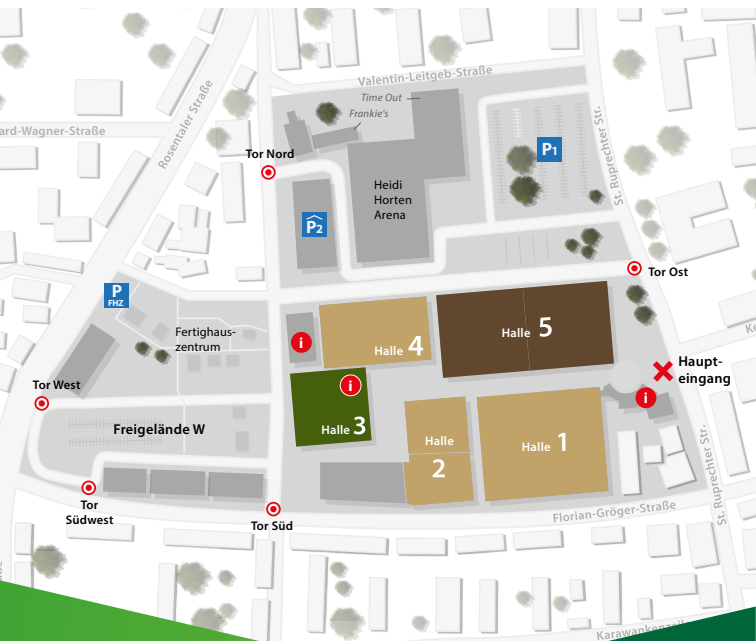 Valentin-Leitgeb-Straße
Time Out
Frankie's
Rosentaler Straße
ard-Wagner-Straße
St. Ruprechter Str.
P1
Tor Nord
Heidi
Horten
Arena
P2
Tor Ost
P
FHZ
Fertighaus-
zentrum
i
Halle 4
Halle 5
Haupt-
eingang
i
i
Tor West
Freigelände W
Halle 3
Halle
2
Halle 1
St. Ruprechter Str.
Tor
Südwest
Tor Süd
Florian-Gröger-Straße